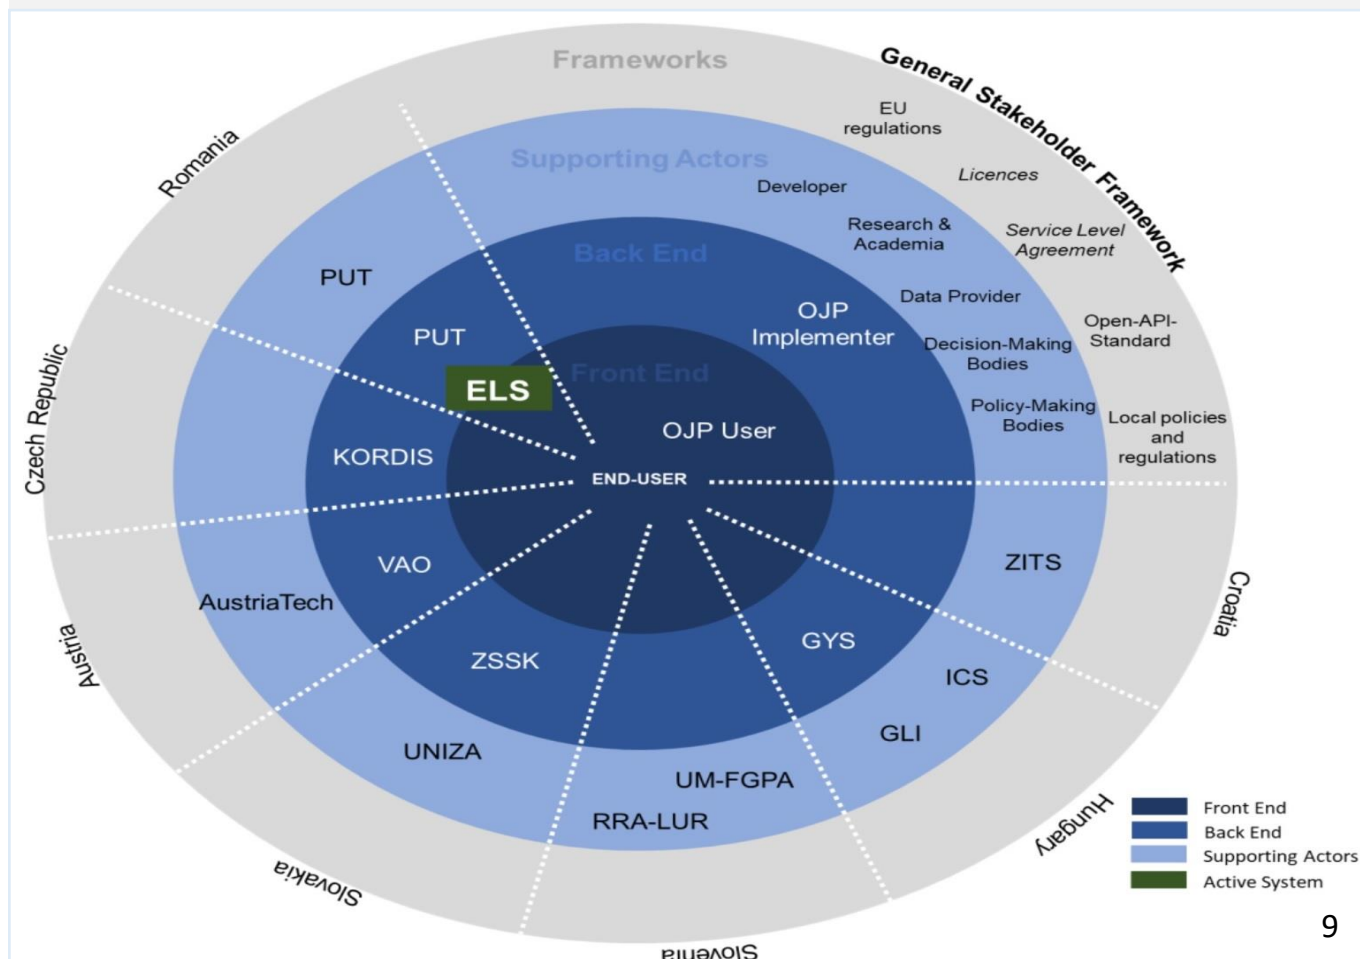 Frameworks
General Stakeholder Framework
EU
regulations
Licences
Service Level
Agreement
Open-API-
Standard
Local policies
and
regulations
Supporting Actors
Developer
Research &
Academia
Data Provider
Decision-Making
Bodies
Policy-Making
Bodies
Back End
OJP
Implementer
Front End
OJP User
END-USER
Romania
PUT
PUT
ELS
Czech Republic
KORDIS
Austria
VAO
AustriaTech
Slovakia
ZSSK
UNIZA
Slovenia
UM-FGPA
RRA-LUR
Hungary
GYS
ICS
GLI
Croatia
ZITS
Front End
Back End
Supporting Actors
Active System
9